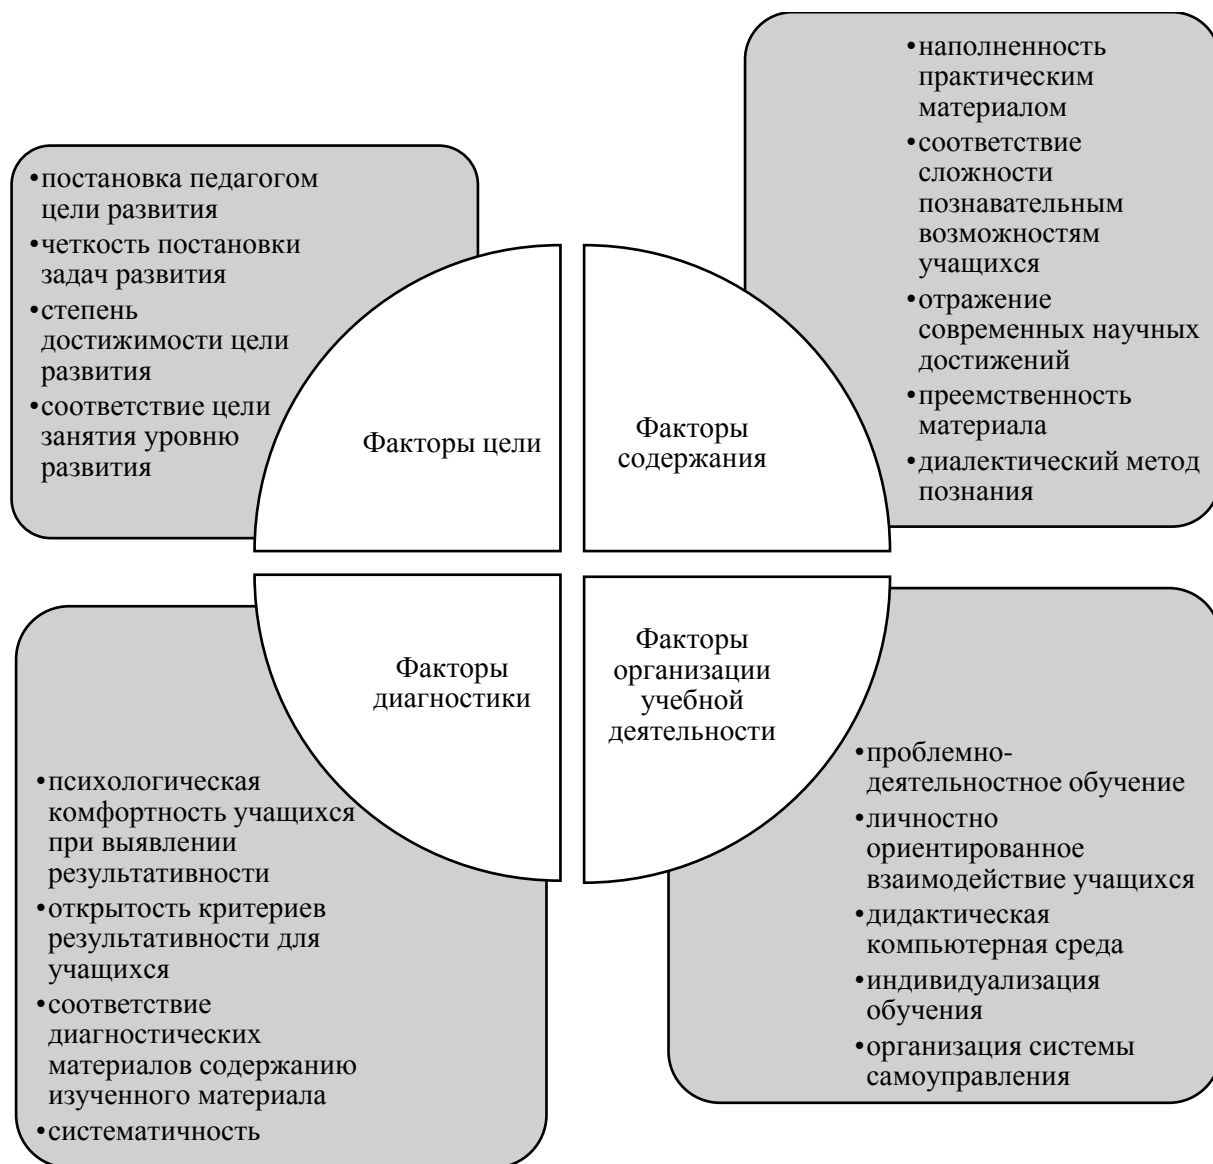 •постановка педагогом
цели развития
•четкость постановки
задач развития
•степень
достижимости цели
развития
•соответствие цели
занятия уровню
развития
Факторы цели
•наполненность
практическим
материалом
•соответствие
сложности
познавательным
возможностям
учащихся
•отражение
современных научных
достижений
•преемственность
материала
•диалектический метод
познания
Факторы
содержания
Факторы
диагностики
•психологическая
комфортность учащихся
при выявлении
результативности
•открытость критериев
результативности для
учащихся
•соответствие
диагностических
материалов содержанию
изученного материала
•систематичность
Факторы
организации
учебной
деятельности
•проблемно-
деятельностное обучение
•личностно
ориентированное
взаимодействие учащихся
•дидактическая
компьютерная среда
•индивидуализация
обучения
•организация системы
самоуправления